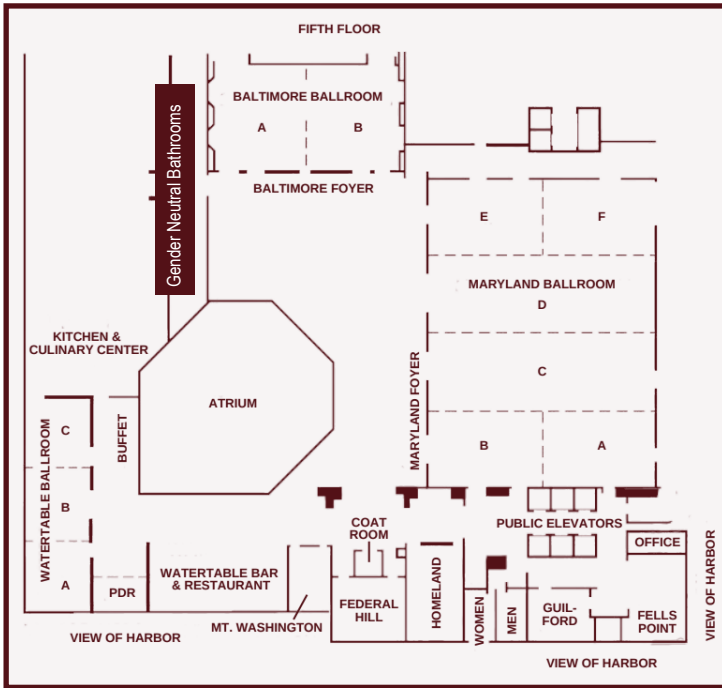 FIFTH FLOOR
BALTIMORE BALLROOM
A
B
Gender Neutral Bathrooms
BALTIMORE FOYER
E
F
MARYLAND BALLROOM
D
KITCHEN &
CULINARY CENTER
C
ATRIUM
MARYLAND FOYER
BUFFET
WATERTABLE BALLROOM
C
B
A
B
A
COAT
ROOM
PUBLIC ELEVATORS
OFFICE
VIEW OF HARBOR
WATERTABLE BAR
& RESTAURANT
PDR
FEDERAL
HILL
HOMELAND
WOMEN
MEN
GUIL-
FORD
FELLS
POINT
MT. WASHINGTON
VIEW OF HARBOR
VIEW OF HARBOR